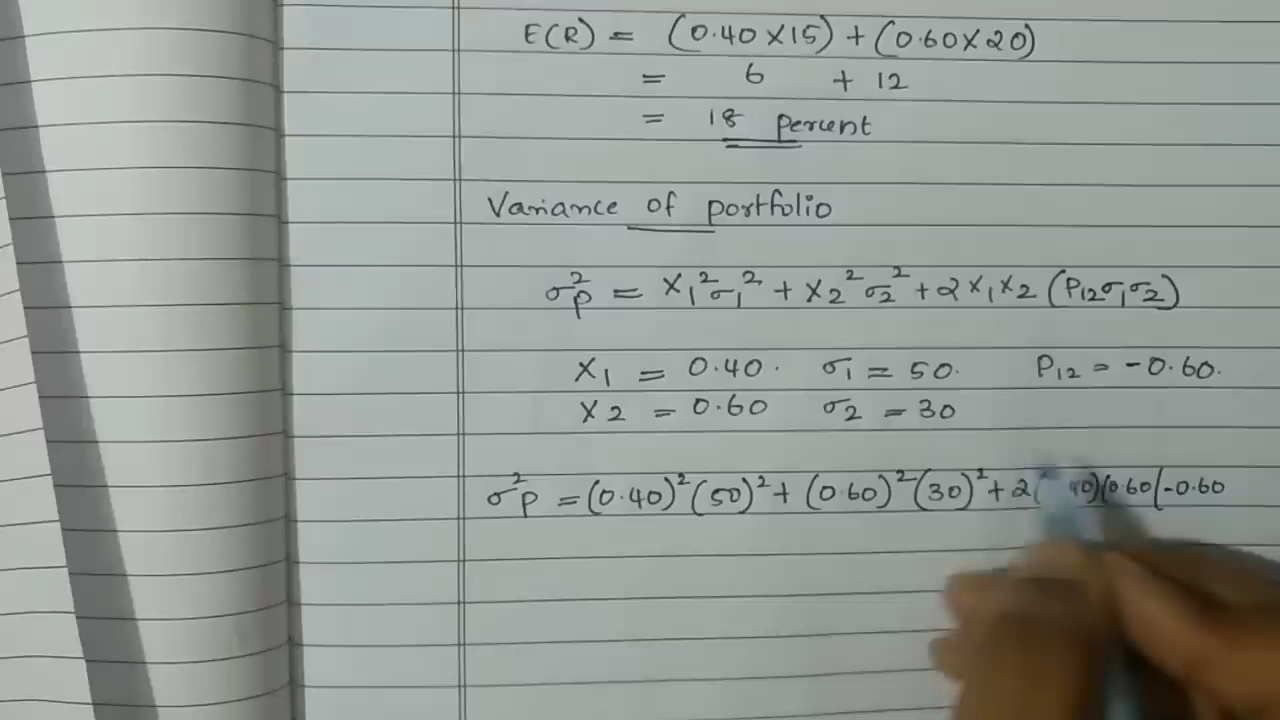 E(R) = (0.40 X 15) + (0.60 X 20)
= 6 + 12
= 18 percent
Variance of portfolio
σ²p = X₁²σ₁² + X₂²σ₂² + 2X₁X₂ (P₁₂σ₁σ₂)
X₁ = 0.40. σ₁ = 50. P₁₂ = -0.60.
X2 = 0.60 σ₂ = 30
σ²p = (0.40)²(50)² + (0.60)²(30)² + 2( 40)(0.60(-0.60